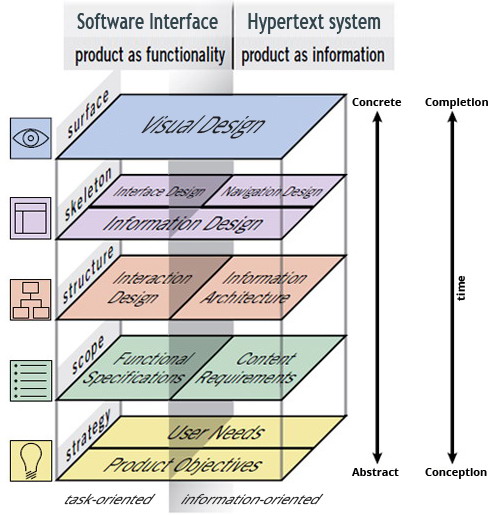 Software Interface
Hypertext system
product as functionality
product as information
Concrete
Completion
surface
Visual Design
skeleton
Interface Design
Navigation Design
Information Design
structure
Interaction
Design
Information
Architecture
time
scope
Functional
Specifications
Content
Requirements
strategy
User Needs
Product Objectives
Abstract
Conception
task-oriented
information-oriented